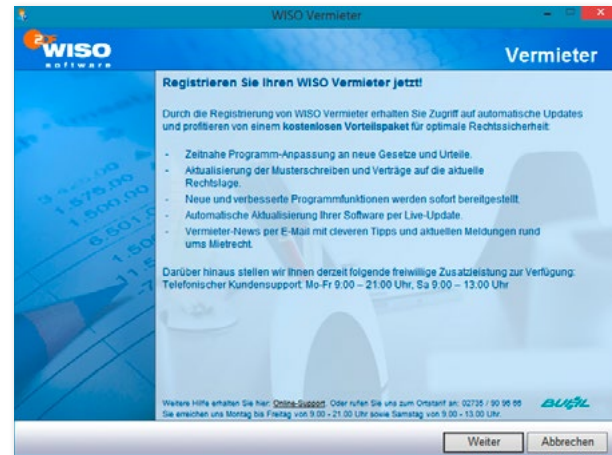 WISO Vermieter
ZDF
WISO
software
Vermieter
Registrieren Sie Ihren WISO Vermieter jetzt!
Durch die Registrierung von WISO Vermieter erhalten Sie Zugriff auf automatische Updates
und profitieren von einem kostenlosen Vorteilspaket für optimale Rechtssicherheit:
- Zeitnahe Programm-Anpassung an neue Gesetze und Urteile.
- Aktualisierung der Musterschreiben und Verträge auf die aktuelle
Rechtslage.
- Neue und verbesserte Programmfunktionen werden sofort bereitgestellt.
- Automatische Aktualisierung Ihrer Software per Live-Update.
- Vermieter-News per E-Mail mit cleveren Tipps und aktuellen Meldungen rund
ums Mietrecht.
Darüber hinaus stellen wir Ihnen derzeit folgende freiwillige Zusatzleistung zur Verfügung:
Telefonischer Kundensupport: Mo-Fr 9:00 – 21:00 Uhr, Sa 9:00 – 13:00 Uhr
Weitere Hilfe erhalten Sie hier: Online-Support. Oder rufen Sie uns zum Ortstarif an: 02735 / 90 96 66
Sie erreichen uns Montag bis Freitag von 9.00 - 21.00 Uhr sowie Samstag von 9.00 - 13.00 Uhr.
BUHL
Weiter Abbrechen